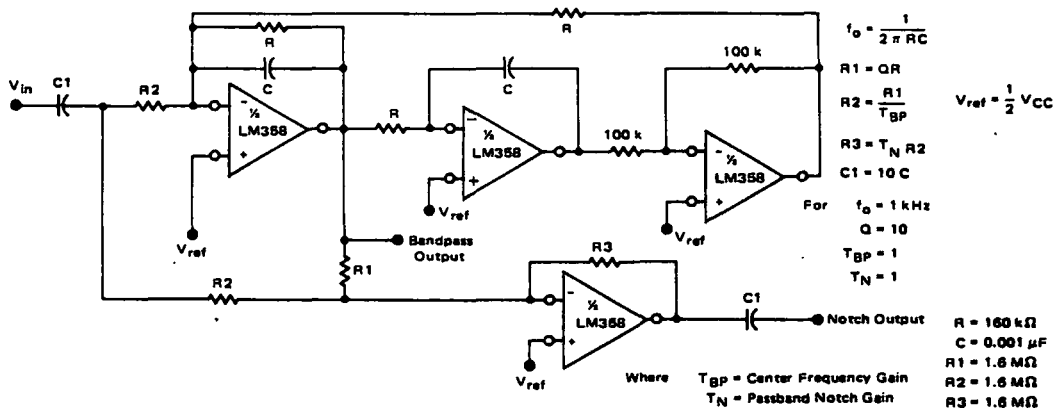 R
R
C
V_in
C1
R2
½
LM358
V_ref
R
C
½
LM358
V_ref
100 k
100 k
½
LM358
V_ref
Bandpass
Output
R1
R2
R3
½
LM358
V_ref
C1
Notch Output
f_o = 1 / 2 π RC
R1 = QR
R2 = R1 / T_BP
R3 = T_N R2
C1 = 10 C
V_ref = 1/2 V_CC
For f_o = 1 kHz
Q = 10
T_BP = 1
T_N = 1
Where T_BP = Center Frequency Gain
T_N = Passband Notch Gain
R = 160 kΩ
C = 0.001 µF
R1 = 1.6 MΩ
R2 = 1.6 MΩ
R3 = 1.6 MΩ